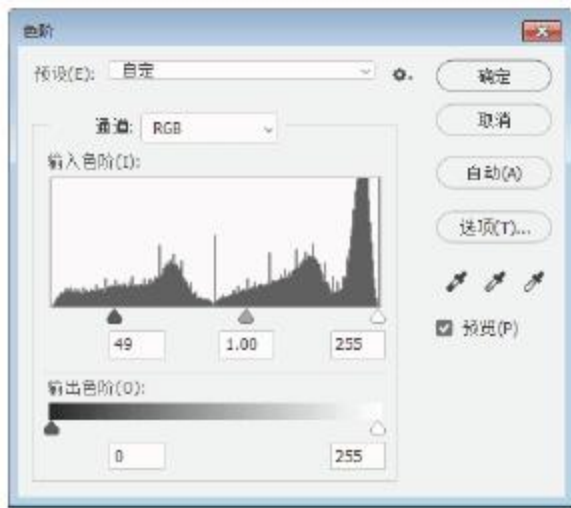 色阶
预设(E): 自定
确定
取消
自动(A)
选项(T)...
预览(P)
通道: RGB
输入色阶(I):
49 1.00 255
输出色阶(O):
0 255